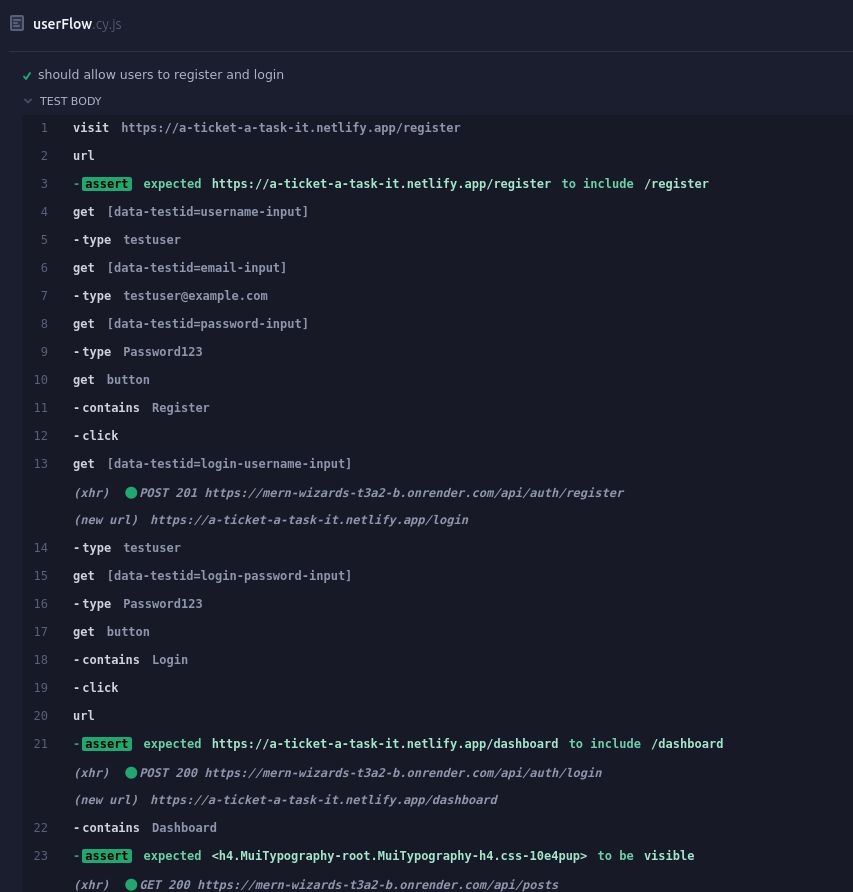 userFlow.cy.js
should allow users to register and login
TEST BODY
1 visit https://a-ticket-a-task-it.netlify.app/register
2 url
3 -assert expected https://a-ticket-a-task-it.netlify.app/register to include /register
4 get [data-testid=username-input]
5 -type testuser
6 get [data-testid=email-input]
7 -type testuser@example.com
8 get [data-testid=password-input]
9 -type Password123
10 get button
11 -contains Register
12 -click
13 get [data-testid=login-username-input]
(xhr) POST 201 https://mern-wizards-t3a2-b.onrender.com/api/auth/register
(new url) https://a-ticket-a-task-it.netlify.app/login
14 -type testuser
15 get [data-testid=login-password-input]
16 -type Password123
17 get button
18 -contains Login
19 -click
20 url
21 -assert expected https://a-ticket-a-task-it.netlify.app/dashboard to include /dashboard
(xhr) POST 200 https://mern-wizards-t3a2-b.onrender.com/api/auth/login
(new url) https://a-ticket-a-task-it.netlify.app/dashboard
22 -contains Dashboard
23 -assert expected <h4.MuiTypography-root.MuiTypography-h4.css-10e4pup> to be visible
(xhr) GET 200 https://mern-wizards-t3a2-b.onrender.com/api/posts